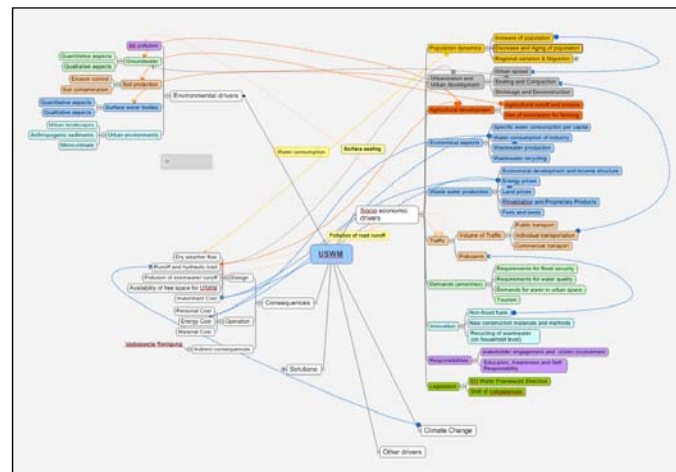 Air pollution
Quantitative aspects
Qualitative aspects
Groundwater
Erosion control
Soil contamination
Soil protection
Quantitative aspects
Qualitative aspects
Surface water bodies
Urban landscapes
Anthropogenic sediments
Micro-climate
Urban environments
Environmental drivers
Water consumption
Surface sealing
Pollution of road runoff
USWM
Socio economic
drivers
Population dynamics
Increase of population
Decrease and Aging of population
Regional variation & Migration
Urbanization and
Urban development
Urban sprawl
Sealing and Compaction
Shrinkage and Deconstruction
Agricultural development
Agricultural runoff and erosion
Use of wastewater for farming
Economical aspects
Specific water consumption per capita
Water consumption of industry
Wastewater production
Wastewater recycling
Waste water production
Economical development and income structure
Energy prices
Land prices
Privatization and Proprietary Products
Fees and taxes
Traffic
Volume of Traffic
Public transport
Individual transportation
Commercial transport
Pollutants
Demands (amenities)
Requirements for flood security
Requirements for water quality
Demands for water in urban space
Tourism
Innovation
Non-fossil fuels
New construction materials and methods
Recycling of wastewater
(on household level)
Responsibilities
stakeholder engagement and citizen involvement
Education, Awareness and Self-
Responsibility
Legislation
EU Water Framework Directive
Shift of competences
Dry weather flow
Runoff and hydraulic load
Pollution of stormwater runoff
Availability of free space for USWM
Investment Cost
Design
Personal Cost
Energy Cost
Material Cost
Operation
Indirect consequences
Consequences
Solutions
Climate Change
Other drivers